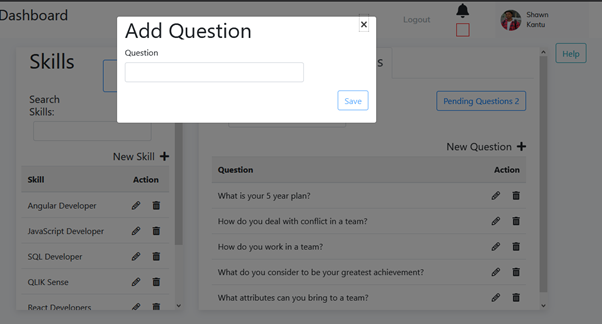 Dashboard
Logout
Shawn
Kantu
Add Question
×
Question
Save
Help
Skills
S
Search
Skills:
Pending Questions 2
New Skill +
New Question +
Skill Action
Question Action
Angular Developer
What is your 5 year plan?
JavaScript Developer
How do you deal with conflict in a team?
SQL Developer
How do you work in a team?
QLIK Sense
What do you consider to be your greatest achievement?
React Developers
What attributes can you bring to a team?